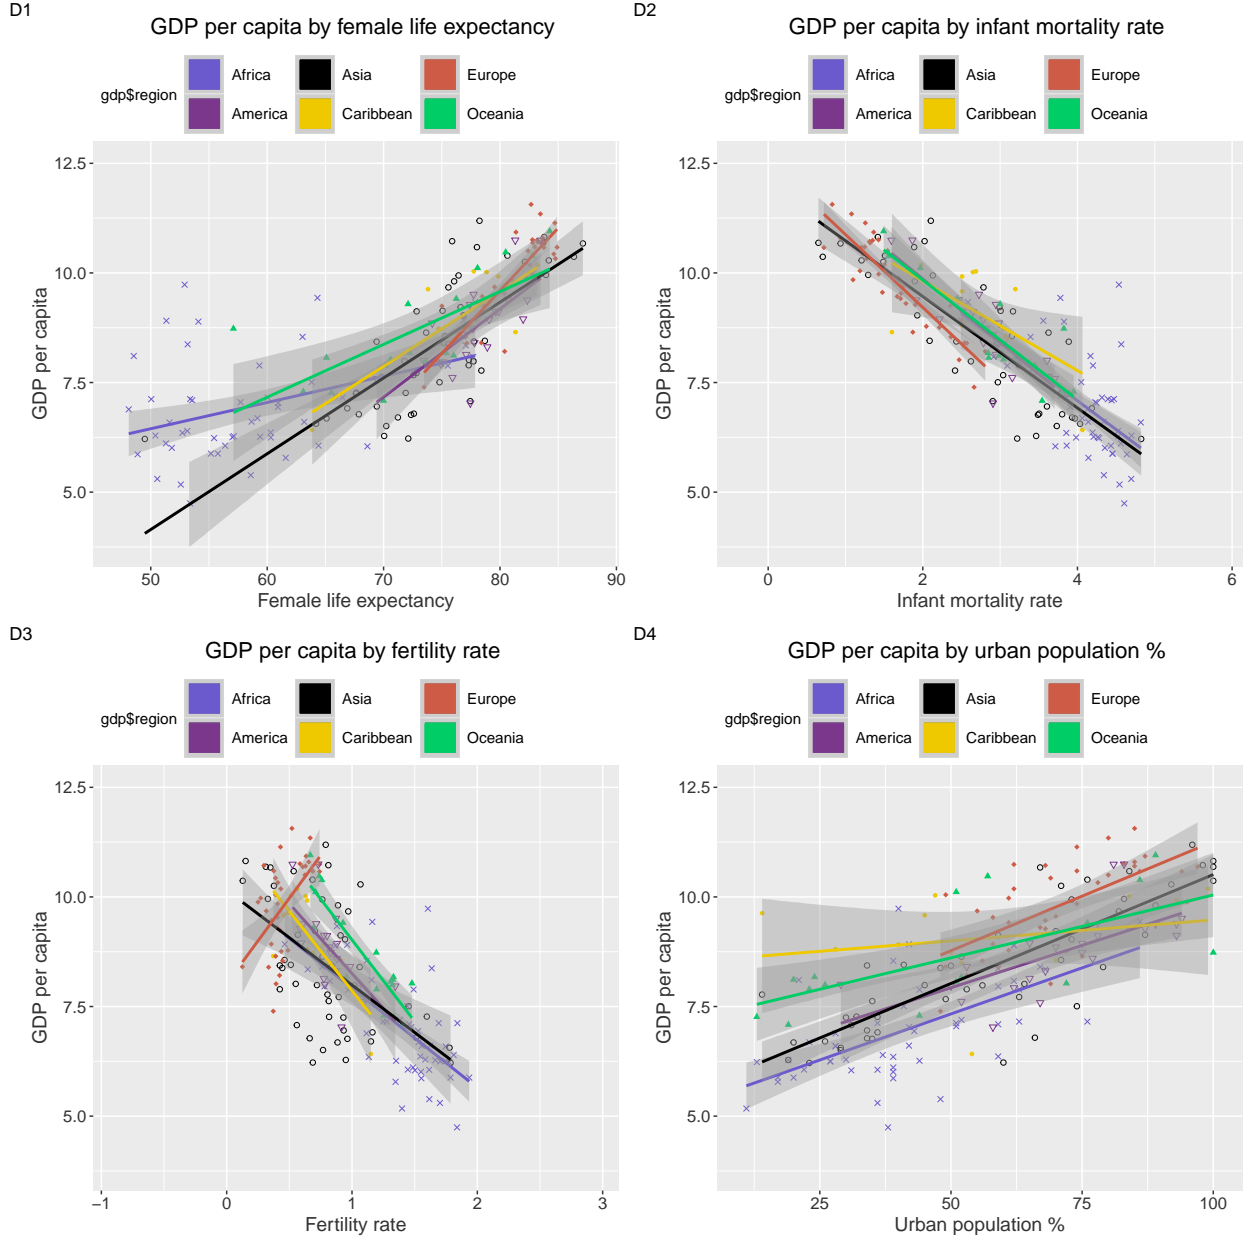 D1
GDP per capita by female life expectancy
gdp$region
Africa
Asia
Europe
America
Caribbean
Oceania
GDP per capita
12.5
10.0
7.5
5.0
50 60 70 80 90
Female life expectancy
D2
GDP per capita by infant mortality rate
gdp$region
Africa
Asia
Europe
America
Caribbean
Oceania
GDP per capita
12.5
10.0
7.5
5.0
0 2 4 6
Infant mortality rate
D3
GDP per capita by fertility rate
gdp$region
Africa
Asia
Europe
America
Caribbean
Oceania
GDP per capita
12.5
10.0
7.5
5.0
−1 0 1 2 3
Fertility rate
D4
GDP per capita by urban population %
gdp$region
Africa
Asia
Europe
America
Caribbean
Oceania
GDP per capita
12.5
10.0
7.5
5.0
25 50 75 100
Urban population %